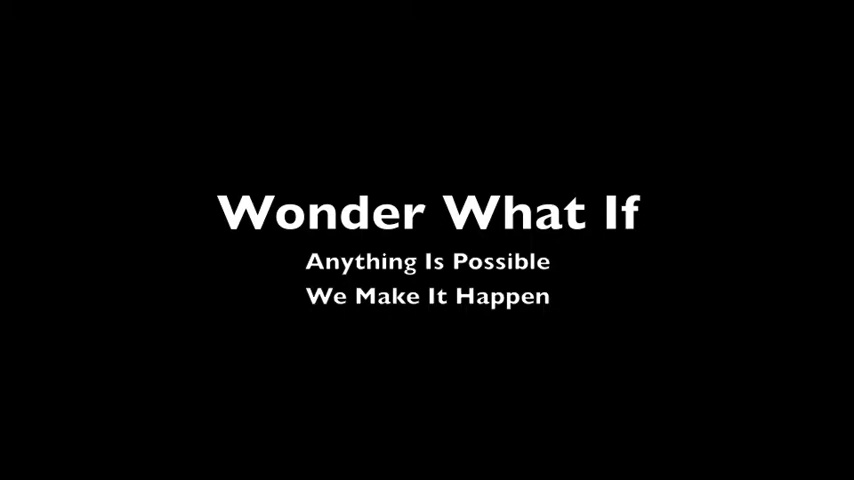 Wonder What If
Anything Is Possible
We Make It Happen